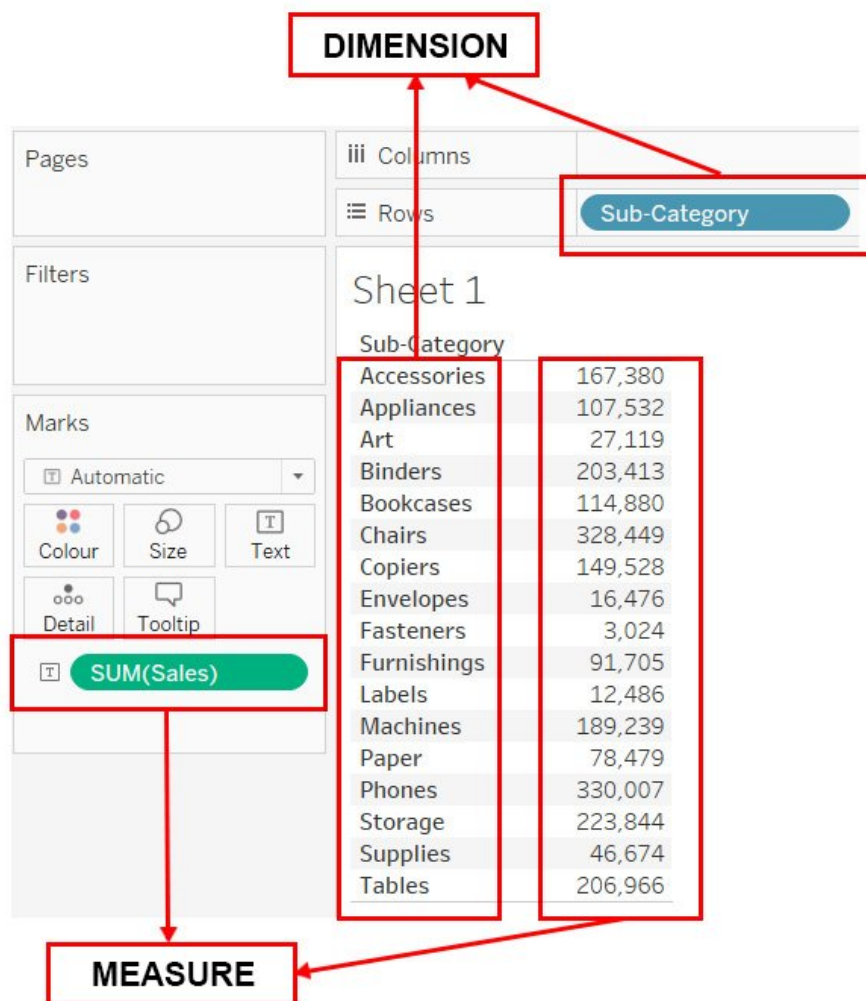 DIMENSION
Pages
Columns
Rows
Sub-Category
Filters
Sheet 1
Sub-Category
Accessories 167,380
Appliances 107,532
Art 27,119
Binders 203,413
Bookcases 114,880
Chairs 328,449
Copiers 149,528
Envelopes 16,476
Fasteners 3,024
Furnishings 91,705
Labels 12,486
Machines 189,239
Paper 78,479
Phones 330,007
Storage 223,844
Supplies 46,674
Tables 206,966
Marks
T Automatic
Colour
Size
T
Text
Detail
Tooltip
T SUM(Sales)
MEASURE